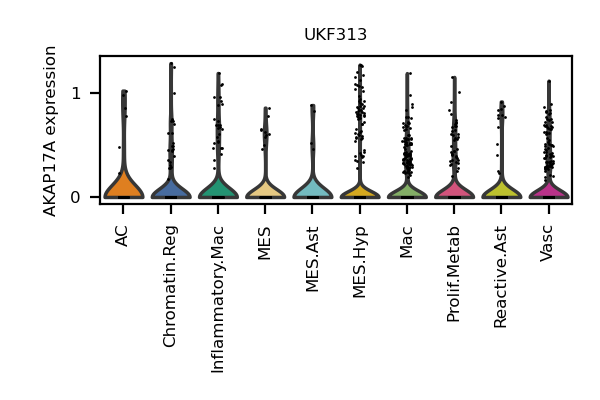 UKF313
AKAP17A expression
1
0
AC
Chromatin.Reg
Inflammatory.Mac
MES
MES.Ast
MES.Hyp
Mac
Prolif.Metab
Reactive.Ast
Vasc